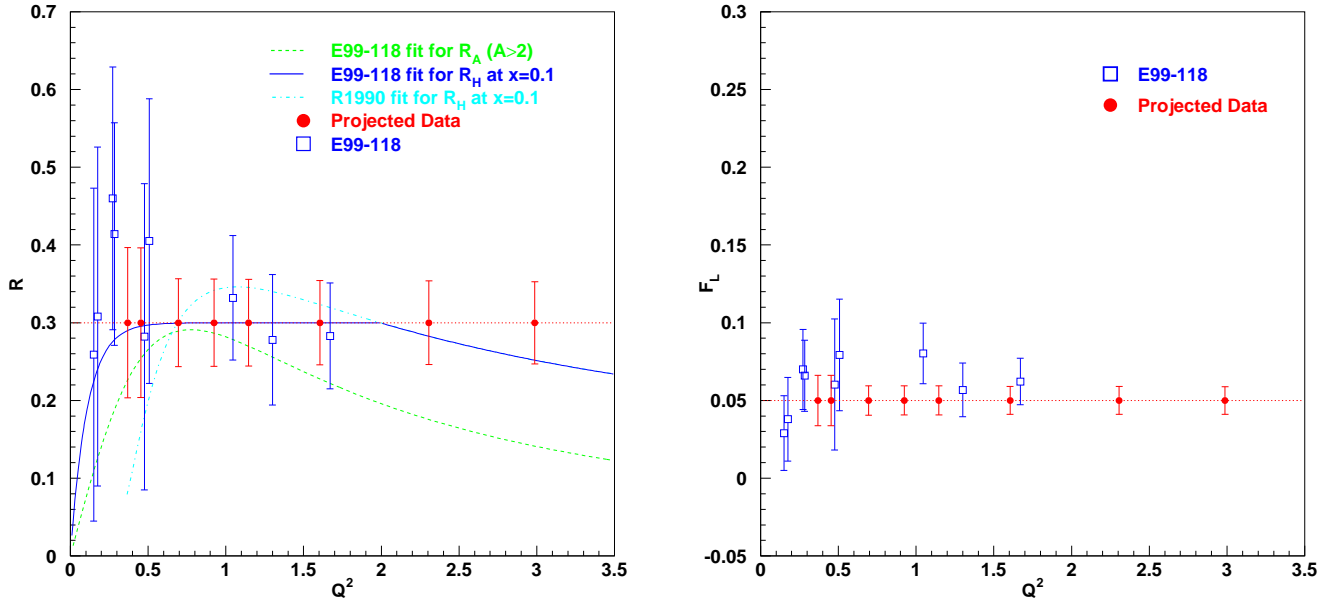 0.7
0.6
0.5
0.4
0.3
0.2
0.1
0
R
E99-118 fit for R_A (A>2)
E99-118 fit for R_H at x=0.1
R1990 fit for R_H at x=0.1
Projected Data
E99-118
0 0.5 1 1.5 2 2.5 3 3.5
Q²
0.3
0.25
0.2
0.15
0.1
0.05
0
-0.05
F_L
E99-118
Projected Data
0 0.5 1 1.5 2 2.5 3 3.5
Q²